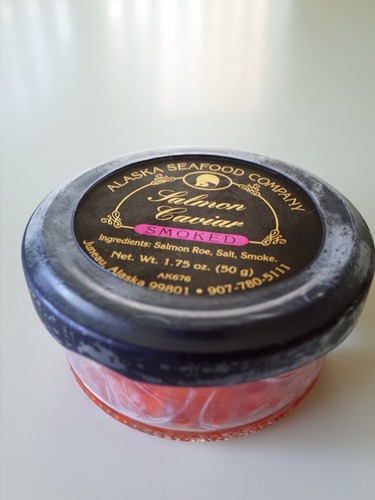 ALASKA SEAFOOD COMPANY
Salmon
Caviar
SMOKED
Ingredients: Salmon Roe, Salt, Smoke.
Net. Wt. 1.75 oz. (50 g)
AK676
Juneau, Alaska 99801 • 907-780-5111